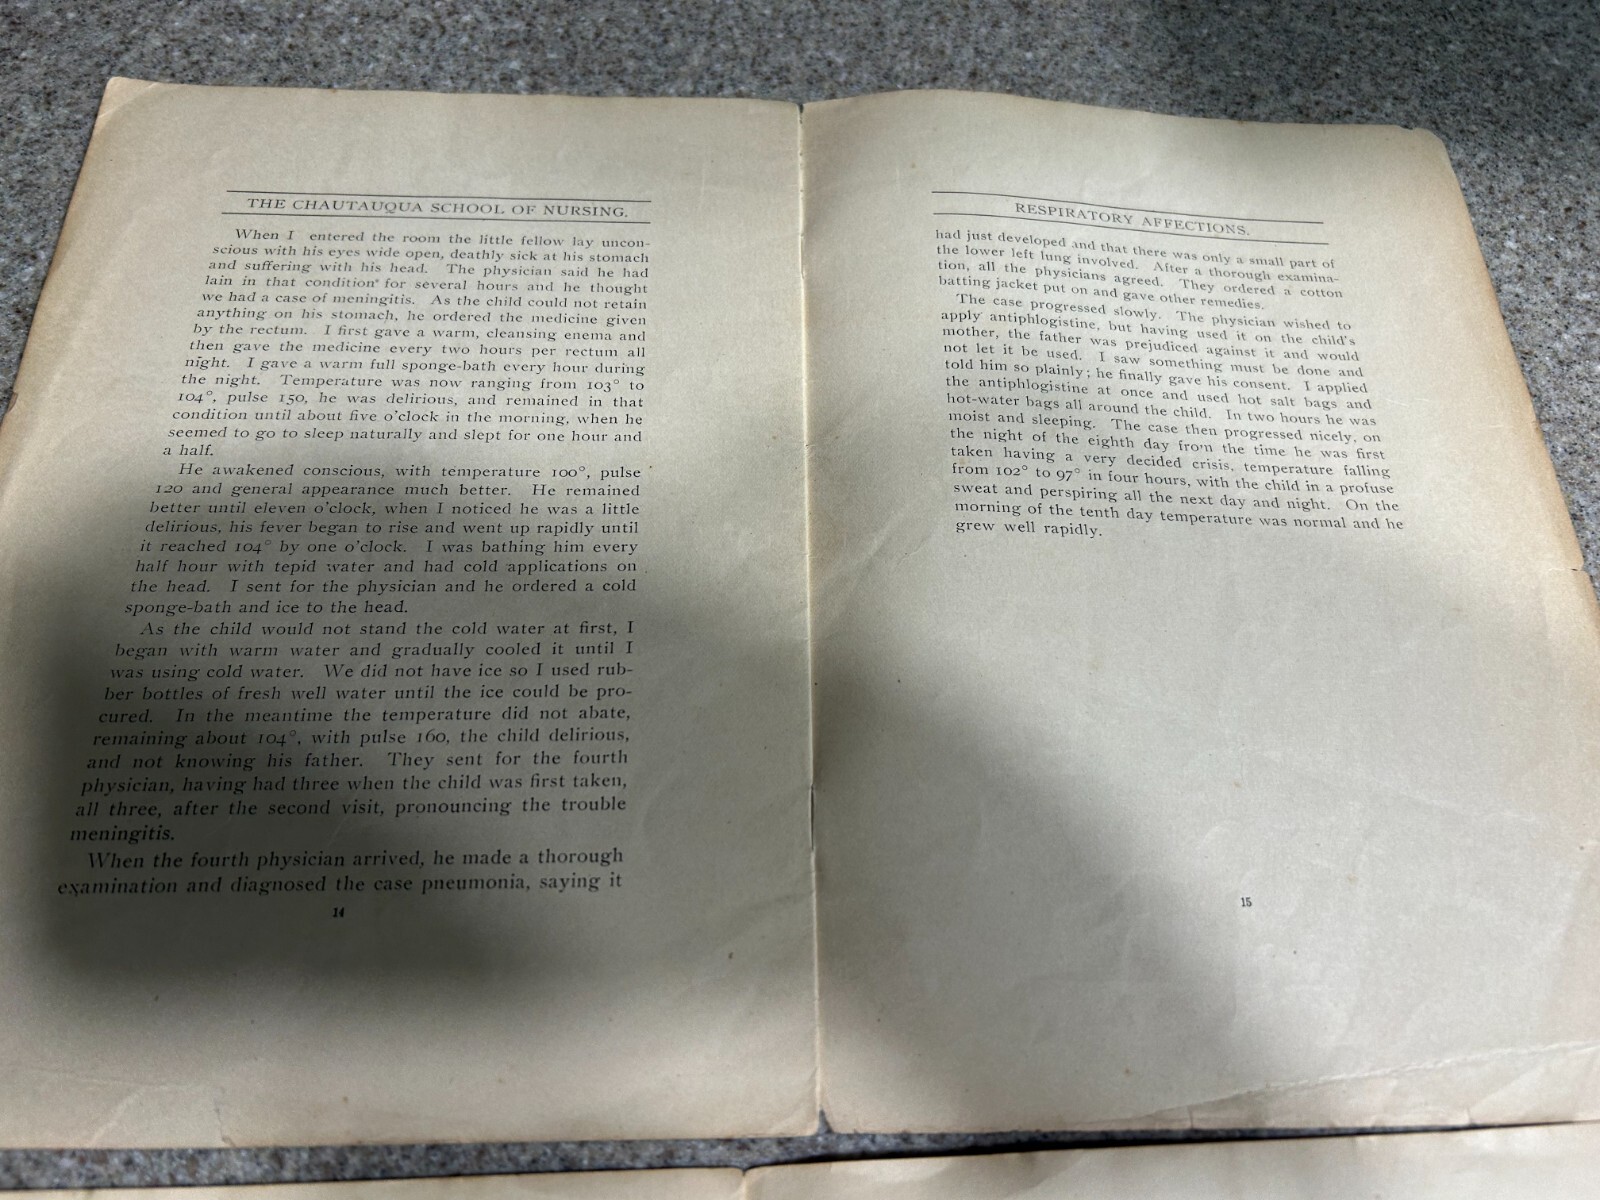 THE CHAUTAUQUA SCHOOL OF NURSING.
When I entered the room the little fellow lay uncon-
scious with his eyes wide open, deathly sick at his stomach
and suffering with his head. The physician said he had
lain in that condition for several hours and he thought
we had a case of meningitis. As the child could not retain
anything on his stomach, he ordered the medicine given
by the rectum. I first gave a warm, cleansing enema and
then gave the medicine every two hours per rectum all
night. I gave a warm full sponge-bath every hour during
the night. Temperature was now ranging from 103° to
104°, pulse 150, he was delirious, and remained in that
condition until about five o'clock in the morning, when he
seemed to go to sleep naturally and slept for one hour and
a half.
He awakened conscious, with temperature 100°, pulse
120 and general appearance much better. He remained
better until eleven o'clock, when I noticed he was a little
delirious, his fever began to rise and went up rapidly until
it reached 104° by one o'clock. I was bathing him every
half hour with tepid water and had cold applications on
the head. I sent for the physician and he ordered a cold
sponge-bath and ice to the head.
As the child would not stand the cold water at first, I
began with warm water and gradually cooled it until I
was using cold water. We did not have ice so I used rub-
ber bottles of fresh well water until the ice could be pro-
cured. In the meantime the temperature did not abate,
remaining about 104°, with pulse 160, the child delirious,
and not knowing his father. They sent for the fourth
physician, having had three when the child was first taken,
all three, after the second visit, pronouncing the trouble
meningitis.
When the fourth physician arrived, he made a thorough
examination and diagnosed the case pneumonia, saying it
14
RESPIRATORY AFFECTIONS.
had just developed and that there was only a small part of
the lower left lung involved. After a thorough examina-
tion, all the physicians agreed. They ordered a cotton
batting jacket put on and gave other remedies.
The case progressed slowly. The physician wished to
apply antiphlogistine, but having used it on the child's
mother, the father was prejudiced against it and would
not let it be used. I saw something must be done and
told him so plainly; he finally gave his consent. I applied
the antiphlogistine at once and used hot salt bags and
hot-water bags all around the child. In two hours he was
moist and sleeping. The case then progressed nicely, on
the night of the eighth day from the time he was first
taken having a very decided crisis, temperature falling
from 102° to 97° in four hours, with the child in a profuse
sweat and perspiring all the next day and night. On the
morning of the tenth day temperature was normal and he
grew well rapidly.
15